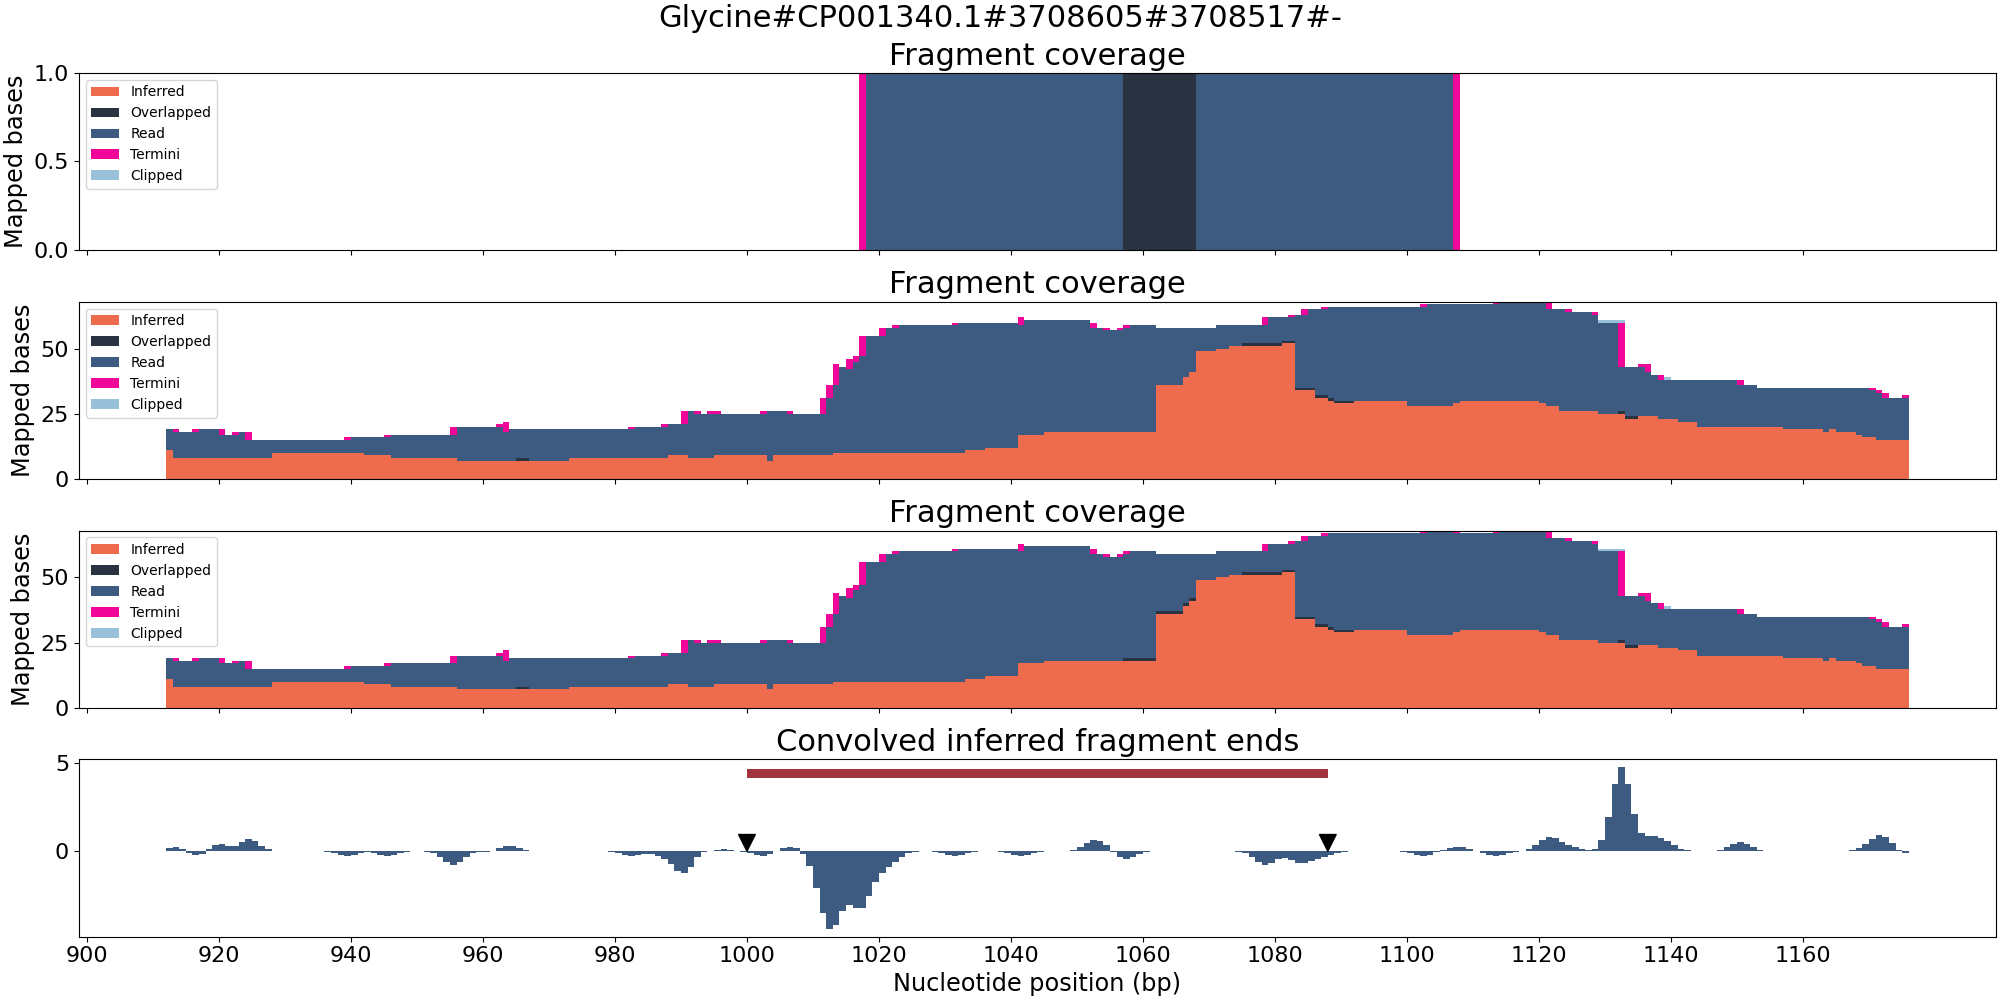 Glycine#CP001340.1#3708605#3708517#-
Fragment coverage
Mapped bases
1.0
0.5
0.0
Inferred
Overlapped
Read
Termini
Clipped
Fragment coverage
Mapped bases
50
25
0
Inferred
Overlapped
Read
Termini
Clipped
Fragment coverage
Mapped bases
50
25
0
Inferred
Overlapped
Read
Termini
Clipped
Convolved inferred fragment ends
5
0
900 920 940 960 980 1000 1020 1040 1060 1080 1100 1120 1140 1160
Nucleotide position (bp)